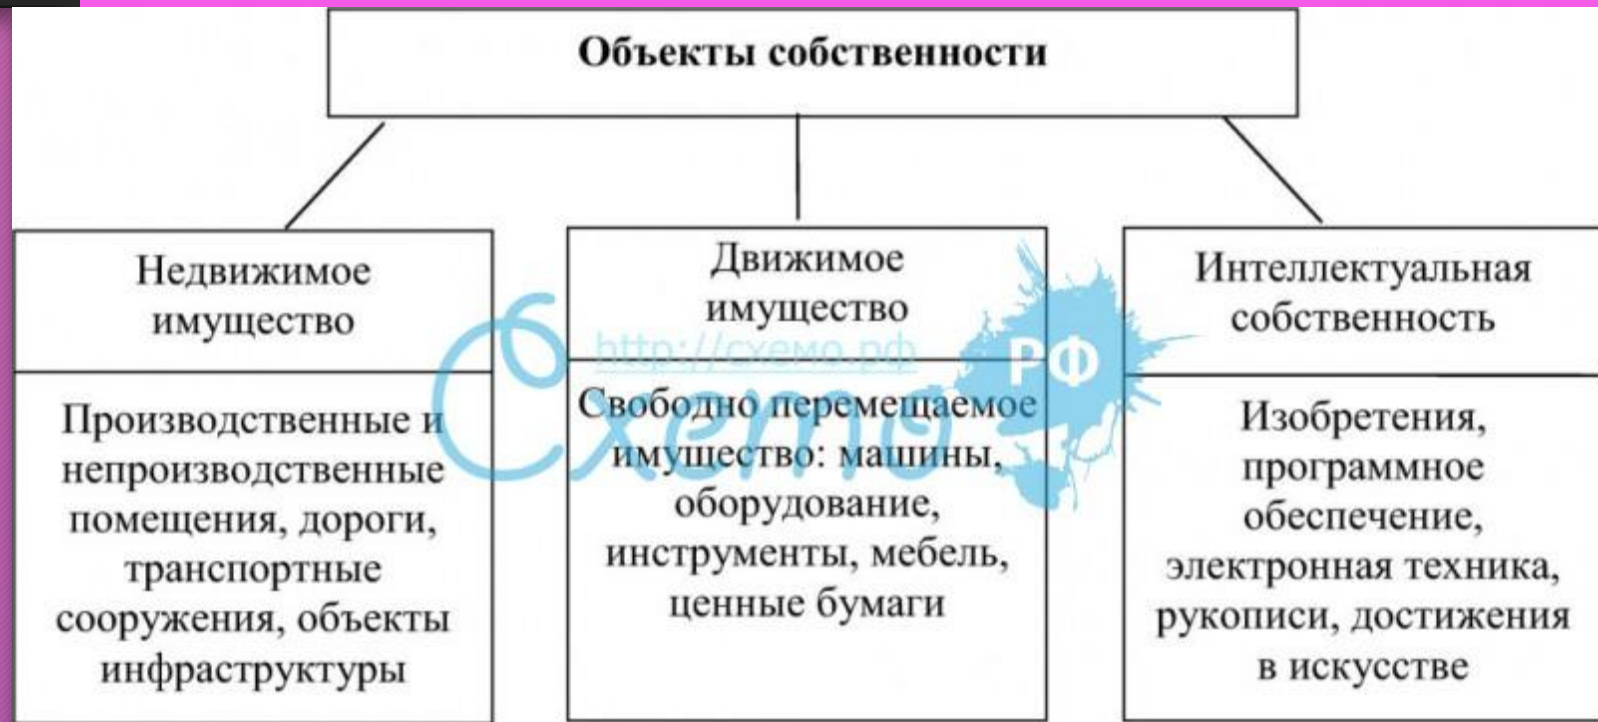 Объекты собственности
Недвижимое
имущество
Производственные и
непроизводственные
помещения, дороги,
транспортные
сооружения, объекты
инфраструктуры
Движимое
имущество
Свободно перемещаемое
имущество: машины,
оборудование,
инструменты, мебель,
ценные бумаги
Интеллектуальная
собственность
Изобретения,
программное
обеспечение,
электронная техника,
рукописи, достижения
в искусстве
http://схемо.рф
Схемо
РФ